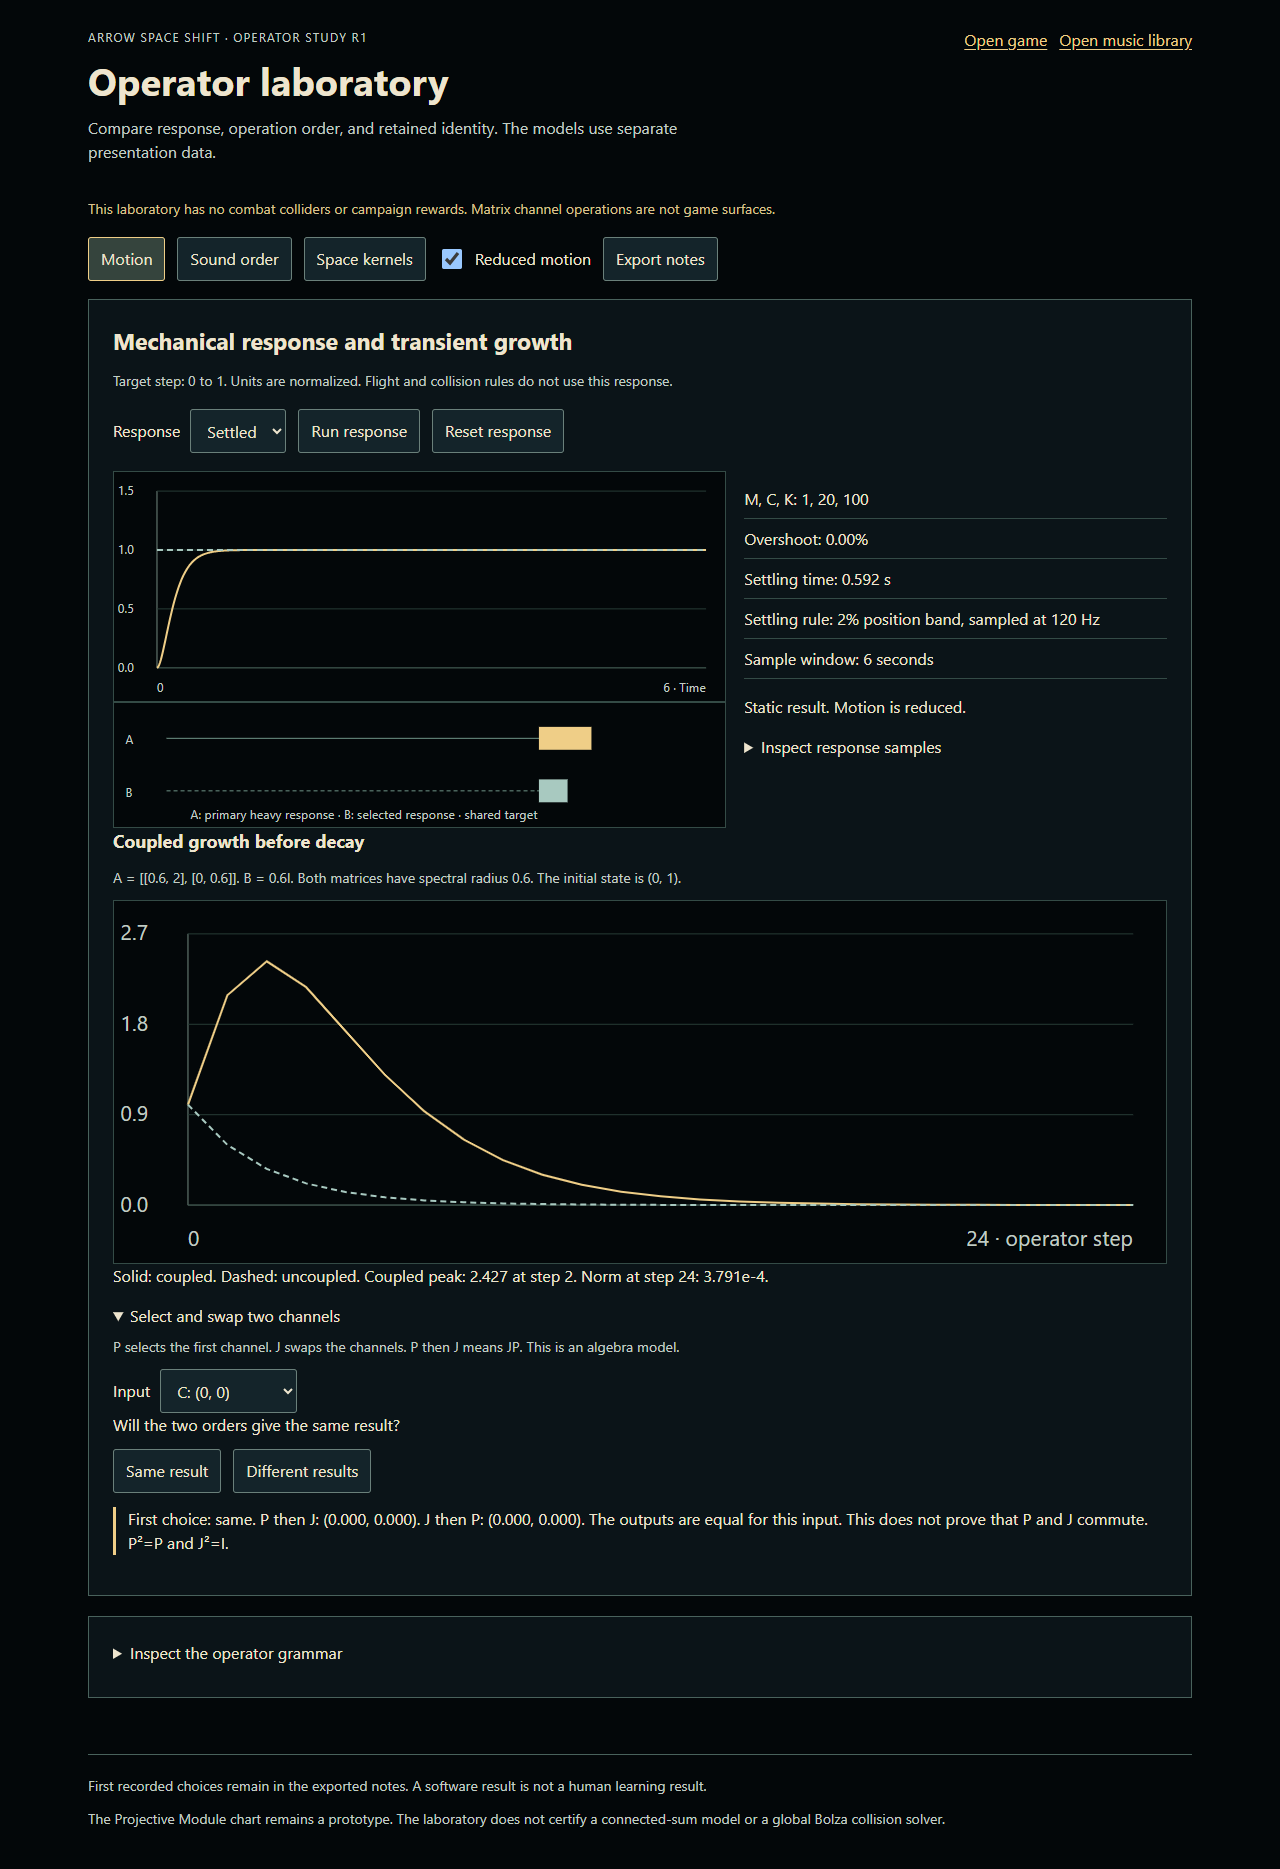 ARROW SPACE SHIFT · OPERATOR STUDY R1
Open game Open music library
Operator laboratory
Compare response, operation order, and retained identity. The models use separate
presentation data.
This laboratory has no combat colliders or campaign rewards. Matrix channel operations are not game surfaces.
Motion Sound order Space kernels Reduced motion Export notes
Mechanical response and transient growth
Target step: 0 to 1. Units are normalized. Flight and collision rules do not use this response.
Response Settled Run response Reset response
1.5
1.0
0.5
0.0
0 6 · Time
A
B
A: primary heavy response · B: selected response · shared target
M, C, K: 1, 20, 100
Overshoot: 0.00%
Settling time: 0.592 s
Settling rule: 2% position band, sampled at 120 Hz
Sample window: 6 seconds
Static result. Motion is reduced.
Inspect response samples
Coupled growth before decay
A = [[0.6, 2], [0, 0.6]]. B = 0.6I. Both matrices have spectral radius 0.6. The initial state is (0, 1).
2.7
1.8
0.9
0.0
0 24 · operator step
Solid: coupled. Dashed: uncoupled. Coupled peak: 2.427 at step 2. Norm at step 24: 3.791e-4.
Select and swap two channels
P selects the first channel. J swaps the channels. P then J means JP. This is an algebra model.
Input C: (0, 0)
Will the two orders give the same result?
Same result Different results
First choice: same. P then J: (0.000, 0.000). J then P: (0.000, 0.000). The outputs are equal for this input. This does not prove that P and J commute.
P²=P and J²=I.
Inspect the operator grammar
First recorded choices remain in the exported notes. A software result is not a human learning result.
The Projective Module chart remains a prototype. The laboratory does not certify a connected-sum model or a global Bolza collision solver.